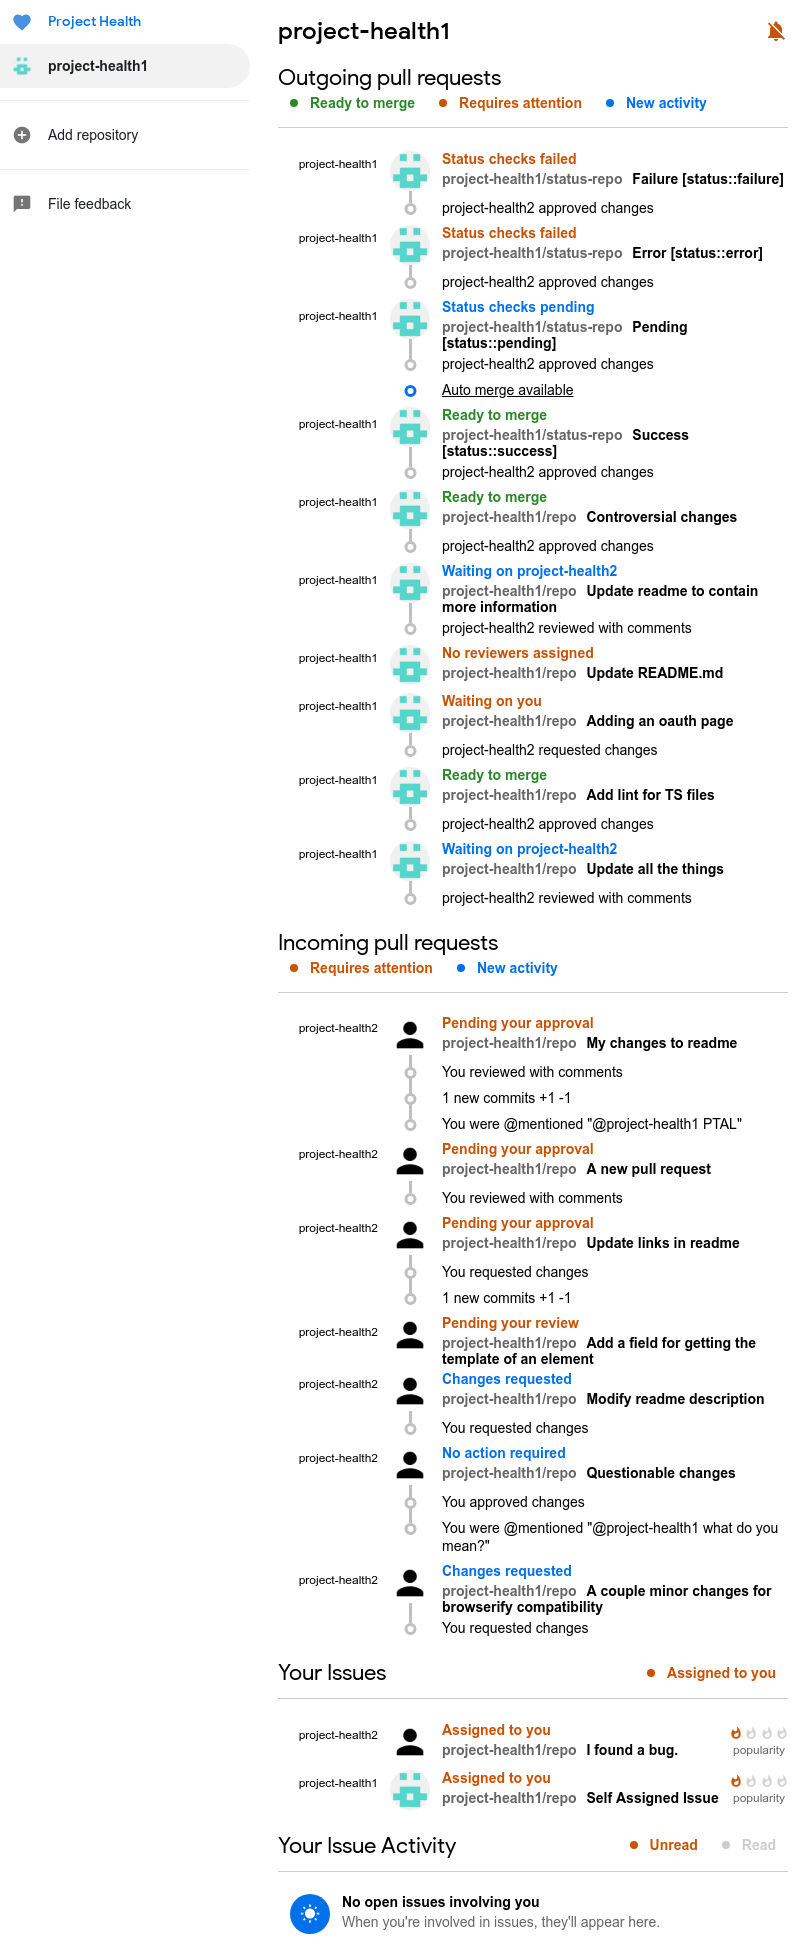 Project Health
project-health1
Add repository
File feedback
project-health1
Outgoing pull requests
Ready to merge Requires attention New activity
project-health1
Status checks failed
project-health1/status-repo Failure [status::failure]
project-health2 approved changes
project-health1
Status checks failed
project-health1/status-repo Error [status::error]
project-health2 approved changes
project-health1
Status checks pending
project-health1/status-repo Pending
[status::pending]
project-health2 approved changes
Auto merge available
project-health1
Ready to merge
project-health1/status-repo Success
[status::success]
project-health2 approved changes
project-health1
Ready to merge
project-health1/repo Controversial changes
project-health2 approved changes
project-health1
Waiting on project-health2
project-health1/repo Update readme to contain
more information
project-health2 reviewed with comments
project-health1
No reviewers assigned
project-health1/repo Update README.md
project-health1
Waiting on you
project-health1/repo Adding an oauth page
project-health2 requested changes
project-health1
Ready to merge
project-health1/repo Add lint for TS files
project-health2 approved changes
project-health1
Waiting on project-health2
project-health1/repo Update all the things
project-health2 reviewed with comments
Incoming pull requests
Requires attention New activity
project-health2
Pending your approval
project-health1/repo My changes to readme
You reviewed with comments
1 new commits +1 -1
You were @mentioned "@project-health1 PTAL"
project-health2
Pending your approval
project-health1/repo A new pull request
You reviewed with comments
project-health2
Pending your approval
project-health1/repo Update links in readme
You requested changes
1 new commits +1 -1
project-health2
Pending your review
project-health1/repo Add a field for getting the
template of an element
project-health2
Changes requested
project-health1/repo Modify readme description
You requested changes
project-health2
No action required
project-health1/repo Questionable changes
You approved changes
You were @mentioned "@project-health1 what do you
mean?"
project-health2
Changes requested
project-health1/repo A couple minor changes for
browserify compatibility
You requested changes
Your Issues
Assigned to you
project-health2
Assigned to you
project-health1/repo I found a bug.
popularity
project-health1
Assigned to you
project-health1/repo Self Assigned Issue
popularity
Your Issue Activity
Unread Read
No open issues involving you
When you're involved in issues, they'll appear here.